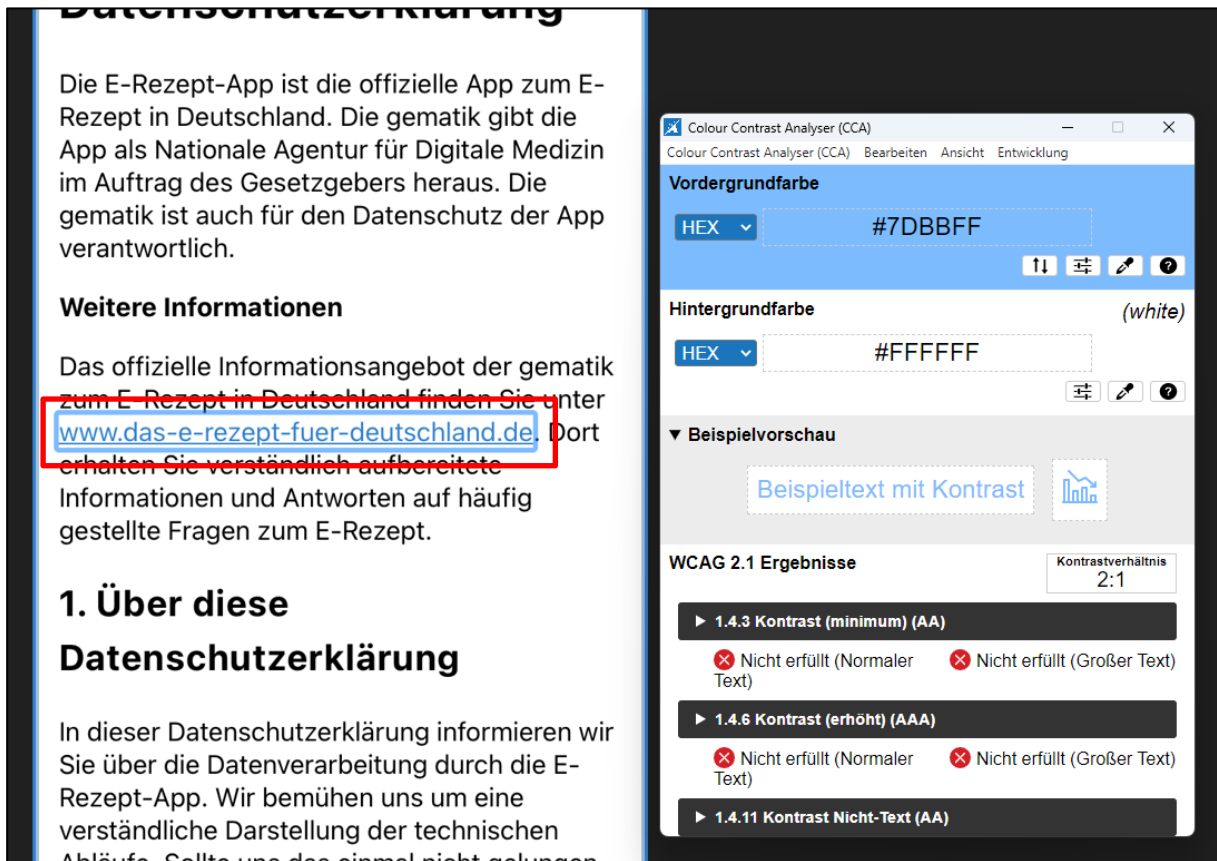 Datenschutzerklärung
Die E-Rezept-App ist die offizielle App zum E-
Rezept in Deutschland. Die gematik gibt die
App als Nationale Agentur für Digitale Medizin
im Auftrag des Gesetzgebers heraus. Die
gematik ist auch für den Datenschutz der App
verantwortlich.
Weitere Informationen
Das offizielle Informationsangebot der gematik
zum E-Rezept in Deutschland finden Sie unter
www.das-e-rezept-fuer-deutschland.de. Dort
erhalten Sie verständlich aufbereitete
Informationen und Antworten auf häufig
gestellte Fragen zum E-Rezept.
1. Über diese
Datenschutzerklärung
In dieser Datenschutzerklärung informieren wir
Sie über die Datenverarbeitung durch die E-
Rezept-App. Wir bemühen uns um eine
verständliche Darstellung der technischen
Abläufe. Sollte uns das einmal nicht gelungen
Colour Contrast Analyser (CCA)
Colour Contrast Analyser (CCA) Bearbeiten Ansicht Entwicklung
Vordergrundfarbe
HEX #7DBBFF
Hintergrundfarbe (white)
HEX #FFFFFF
▼ Beispielvorschau
Beispieltext mit Kontrast
WCAG 2.1 Ergebnisse
Kontrastverhältnis
2:1
▶ 1.4.3 Kontrast (minimum) (AA)
Nicht erfüllt (Normaler Text)
Nicht erfüllt (Großer Text)
▶ 1.4.6 Kontrast (erhöht) (AAA)
Nicht erfüllt (Normaler Text)
Nicht erfüllt (Großer Text)
▶ 1.4.11 Kontrast Nicht-Text (AA)